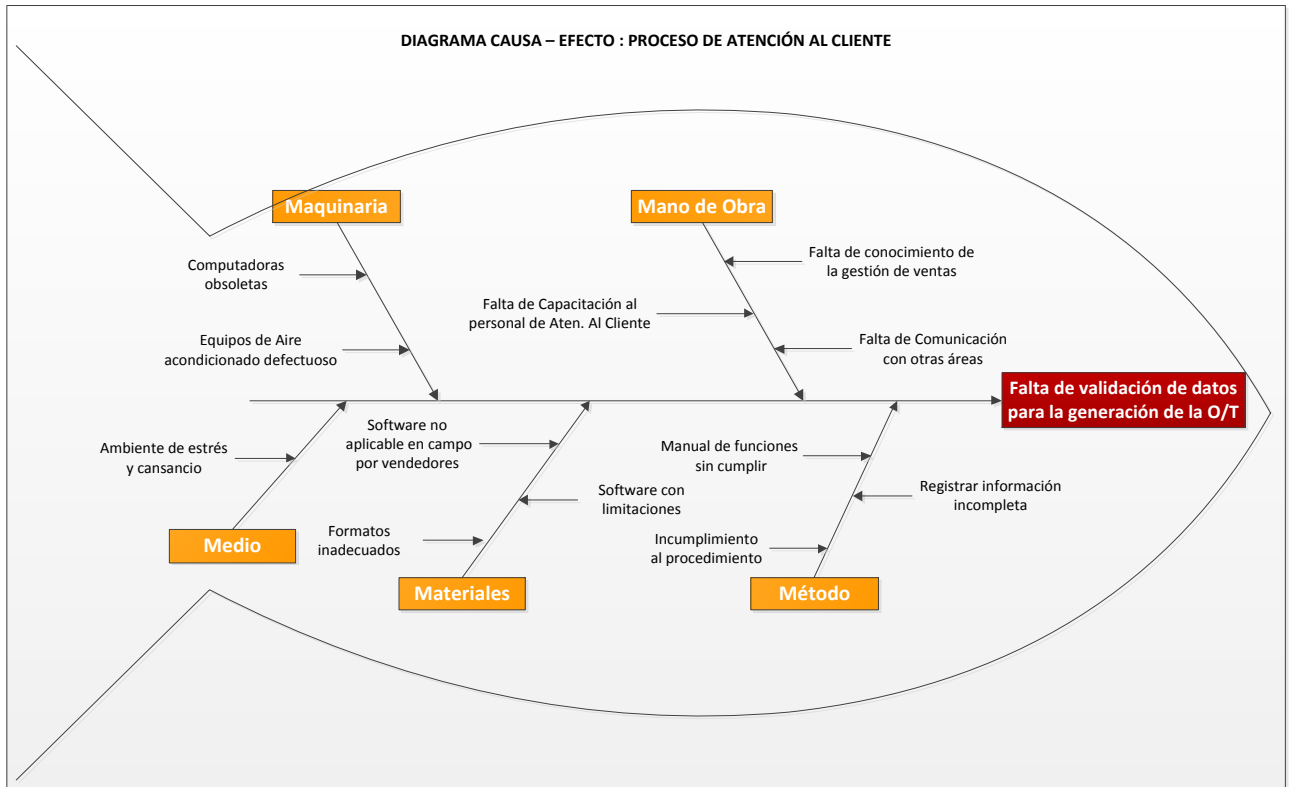 DIAGRAMA CAUSA – EFECTO : PROCESO DE ATENCIÓN AL CLIENTE
Maquinaria
Mano de Obra
Computadoras
obsoletas
Falta de conocimiento de
la gestión de ventas
Falta de Capacitación al
personal de Aten. Al Cliente
Equipos de Aire
acondicionado defectuoso
Falta de Comunicación
con otras áreas
Falta de validación de datos
para la generación de la O/T
Ambiente de estrés
y cansancio
Software no
aplicable en campo
por vendedores
Manual de funciones
sin cumplir
Software con
limitaciones
Registrar información
incompleta
Formatos
inadecuados
Incumplimiento
al procedimiento
Medio
Materiales
Método